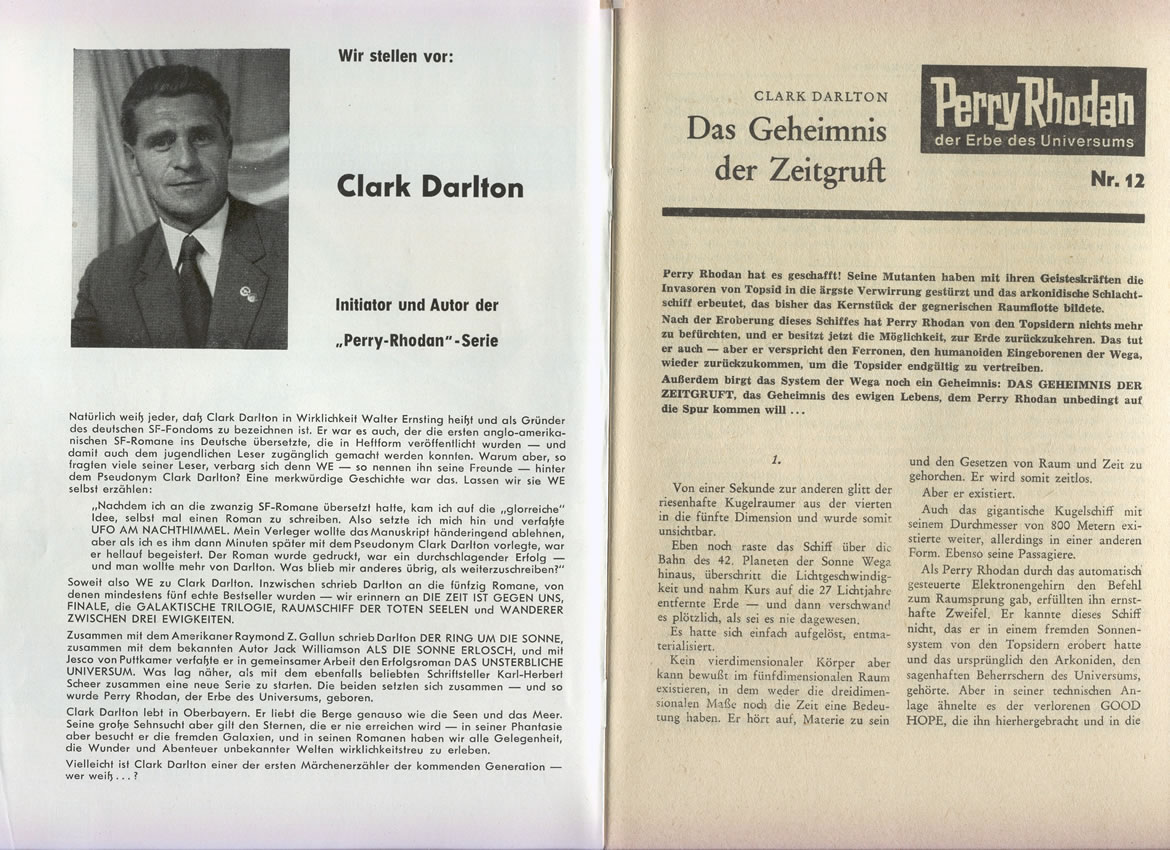 Wir stellen vor:
Clark Darlton
Initiator und Autor der
„Perry-Rhodan“-Serie
Natürlich weiß jeder, daß Clark Darlton in Wirklichkeit Walter Ernsting heißt und als Gründer
des deutschen SF-Fondoms zu bezeichnen ist. Er war es auch, der die ersten anglo-amerika-
nischen SF-Romane ins Deutsche übersetzte, die in Heftform veröffentlicht wurden — und
damit auch dem jugendlichen Leser zugänglich gemacht werden konnten. Warum aber, so
fragten viele seiner Leser, verbarg sich denn WE — so nennen ihn seine Freunde — hinter
dem Pseudonym Clark Darlton? Eine merkwürdige Geschichte war das. Lassen wir sie WE
selbst erzählen:
„Nachdem ich an die zwanzig SF-Romane übersetzt hatte, kam ich auf die „glorreiche“
Idee, selbst mal einen Roman zu schreiben. Also setzte ich mich hin und verfaßte
UFO AM NACHTHIMMEL. Mein Verleger wollte das Manuskript händeringend ablehnen,
aber als ich es ihm dann Minuten später mit dem Pseudonym Clark Darlton vorlegte, war
er hellauf begeistert. Der Roman wurde gedruckt, war ein durchschlagender Erfolg —
und man wollte mehr von Darlton. Was blieb mir anderes übrig, als weiterzuschreiben?“
Soweit also WE zu Clark Darlton. Inzwischen schrieb Darlton an die fünfzig Romane, von
denen mindestens fünf echte Bestseller wurden — wir erinnern an DIE ZEIT IST GEGEN UNS,
FINALE, die GALAKTISCHE TRILOGIE, RAUMSCHIFF DER TOTEN SEELEN und WANDERER
ZWISCHEN DREI EWIGKEITEN.
Zusammen mit dem Amerikaner Raymond Z. Gallun schrieb Darlton DER RING UM DIE SONNE,
zusammen mit dem bekannten Autor Jack Williamson ALS DIE SONNE ERLOSCH, und mit
Jesco von Puttkamer verfaßte er in gemeinsamer Arbeit den Erfolgsroman DAS UNSTERBLICHE
UNIVERSUM. Was lag näher, als mit dem ebenfalls beliebten Schriftsteller Karl-Herbert
Scheer zusammen eine neue Serie zu starten. Die beiden setzten sich zusammen — und so
wurde Perry Rhodan, der Erbe des Universums, geboren.
Clark Darlton lebt in Oberbayern. Er liebt die Berge genauso wie die Seen und das Meer.
Seine große Sehnsucht aber gilt den Sternen, die er nie erreichen wird — in seiner Phantasie
aber besucht er die fremden Galaxien, und in seinen Romanen haben wir alle Gelegenheit,
die Wunder und Abenteuer unbekannter Welten wirklichkeitstreu zu erleben.
Vielleicht ist Clark Darlton einer der ersten Märchenerzähler der kommenden Generation —
wer weiß . . . ?
CLARK DARLTON
Das Geheimnis
der Zeitgruft
Perry Rhodan
der Erbe des Universums
Nr. 12
Perry Rhodan hat es geschafft! Seine Mutanten haben mit ihren Geisteskräften die
Invasoren von Topsid in die ärgste Verwirrung gestürzt und das arkonidische Schlacht-
schiff erbeutet, das bisher das Kernstück der gegnerischen Raumflotte bildete.
Nach der Eroberung dieses Schiffes hat Perry Rhodan von den Topsidern nichts mehr
zu befürchten, und er besitzt jetzt die Möglichkeit, zur Erde zurückzukehren. Das tut
er auch — aber er verspricht den Ferronen, den humanoiden Eingeborenen der Wega,
wieder zurückzukommen, um die Topsider endgültig zu vertreiben.
Außerdem birgt das System der Wega noch ein Geheimnis: DAS GEHEIMNIS DER
ZEITGRUFT, das Geheimnis des ewigen Lebens, dem Perry Rhodan unbedingt auf
die Spur kommen will . . .
1.
Von einer Sekunde zur anderen glitt der
riesenhafte Kugelraumer aus der vierten
in die fünfte Dimension und wurde somit
unsichtbar.
Eben noch raste das Schiff über die
Bahn des 42. Planeten der Sonne Wega
hinaus, überschritt die Lichtgeschwindig-
keit und nahm Kurs auf die 27 Lichtjahre
entfernte Erde — und dann verschwand
es plötzlich, als sei es nie dagewesen.
Es hatte sich einfach aufgelöst, entma-
terialisiert.
Kein vierdimensionaler Körper aber
kann bewußt im fünfdimensionalen Raum
existieren, in dem weder die dreidimen-
sionalen Maße noch die Zeit eine Bedeu-
tung haben. Er hört auf, Materie zu sein
und den Gesetzen von Raum und Zeit zu
gehorchen. Er wird somit zeitlos.
Aber er existiert.
Auch das gigantische Kugelschiff mit
seinem Durchmesser von 800 Metern exi-
stierte weiter, allerdings in einer anderen
Form. Ebenso seine Passagiere.
Als Perry Rhodan durch das automatisch
gesteuerte Elektronengehirn den Befehl
zum Raumsprung gab, erfüllten ihn ernst-
hafte Zweifel. Er kannte dieses Schiff
nicht, das er in einem fremden Sonnen-
system von den Topsidern erobert hatte
und das ursprünglich den Arkoniden, den
sagenhaften Beherrschern des Universums,
gehörte. Aber in seiner technischen An-
lage ähnelte es der verlorenen GOOD
HOPE, die ihn hierhergebracht und in die